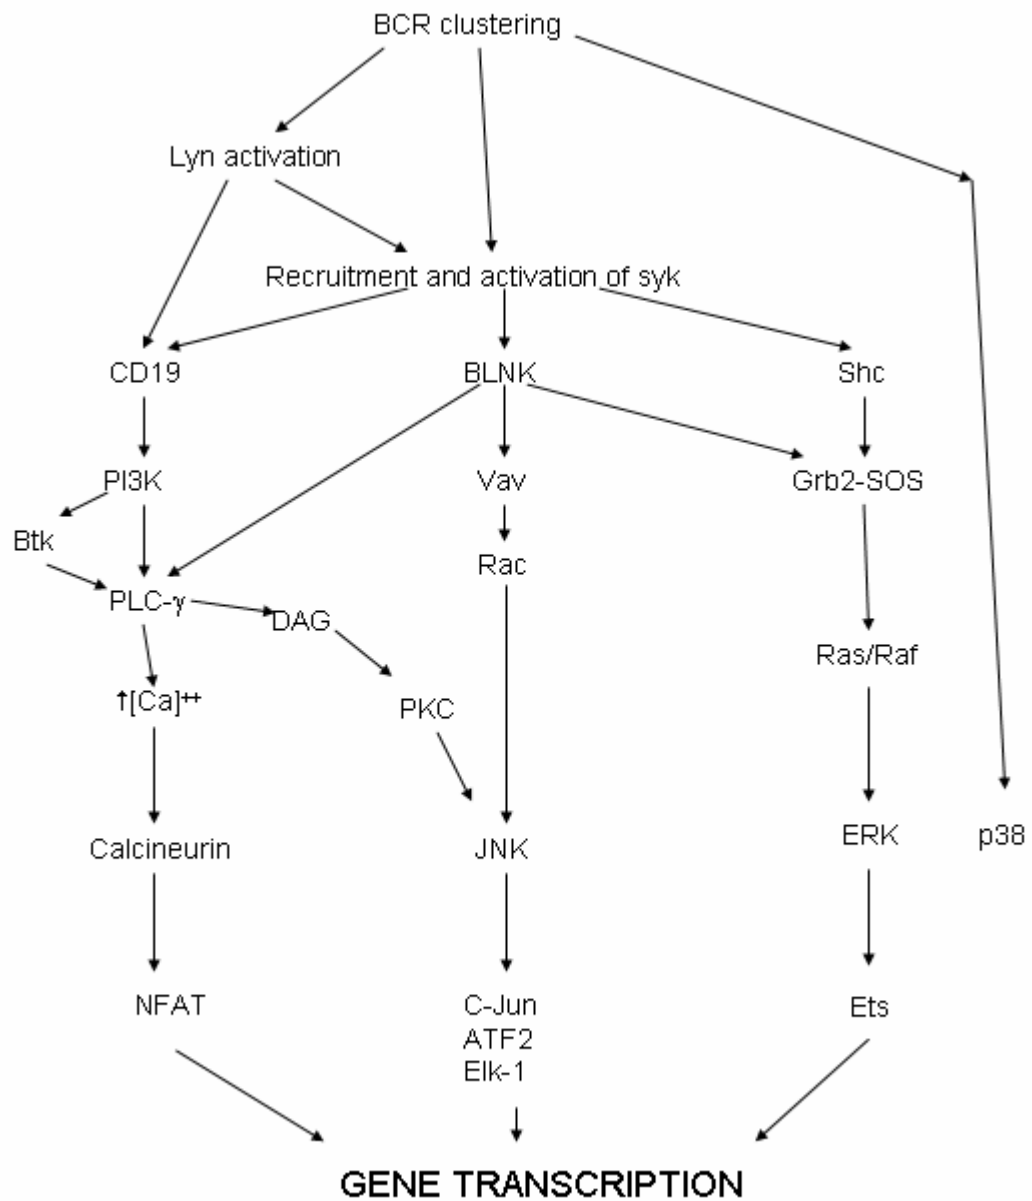 BCR clustering
Lyn activation
Recruitment and activation of syk
CD19
BLNK
Shc
PI3K
Vav
Grb2-SOS
Btk
Rac
PLC-γ
DAG
Ras/Raf
↑[Ca]⁺⁺
PKC
Calcineurin
JNK
ERK
p38
NFAT
C-Jun
ATF2
Elk-1
Ets
GENE TRANSCRIPTION